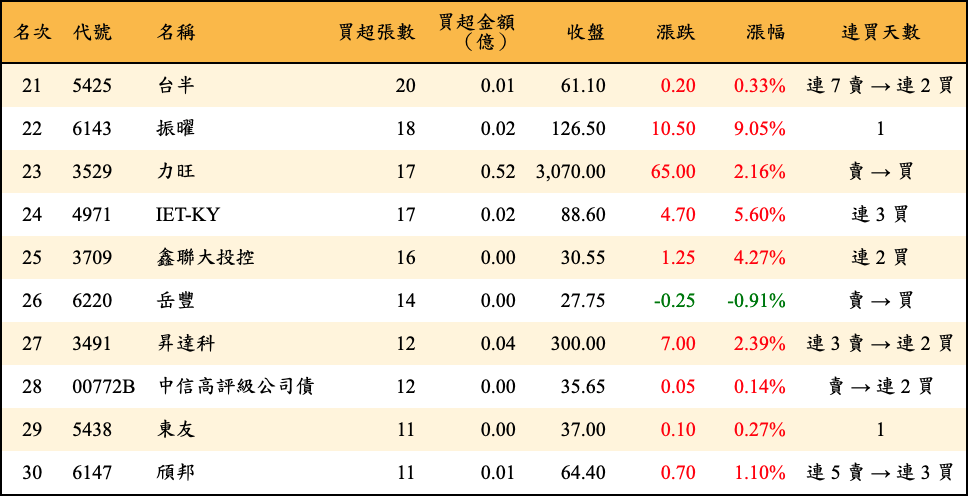 名次 代號 名稱 買超張數 買超金額（億） 收盤 漲跌 漲幅 連買天數
21 5425 台半 20 0.01 61.10 0.20 0.33% 連 7 賣 → 連 2 買
22 6143 振曜 18 0.02 126.50 10.50 9.05% 1
23 3529 力旺 17 0.52 3,070.00 65.00 2.16% 賣 → 買
24 4971 IET-KY 17 0.02 88.60 4.70 5.60% 連 3 買
25 3709 鑫聯大投控 16 0.00 30.55 1.25 4.27% 連 2 買
26 6220 岳豐 14 0.00 27.75 -0.25 -0.91% 賣 → 買
27 3491 昇達科 12 0.04 300.00 7.00 2.39% 連 3 賣 → 連 2 買
28 00772B 中信高評級公司債 12 0.00 35.65 0.05 0.14% 賣 → 連 2 買
29 5438 東友 11 0.00 37.00 0.10 0.27% 1
30 6147 頎邦 11 0.01 64.40 0.70 1.10% 連 5 賣 → 連 3 買